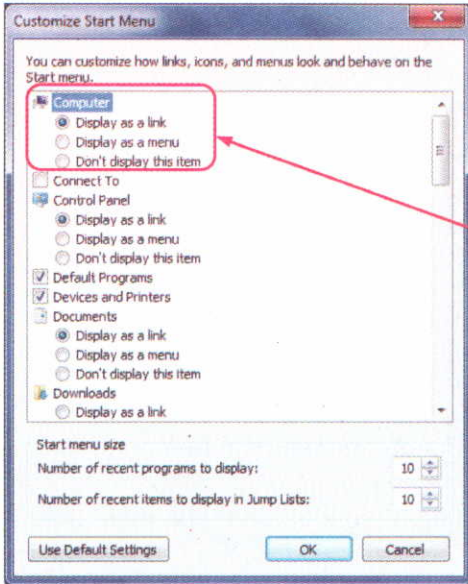 Customize Start Menu
You can customize how links, icons, and menus look and behave on the
Start menu.
Computer
Display as a link
Display as a menu
Don't display this item
Connect To
Control Panel
Display as a link
Display as a menu
Don't display this item
Default Programs
Devices and Printers
Documents
Display as a link
Display as a menu
Don't display this item
Downloads
Display as a link
Start menu size
Number of recent programs to display: 10
Number of recent items to display in Jump Lists: 10
Use Default Settings OK Cancel